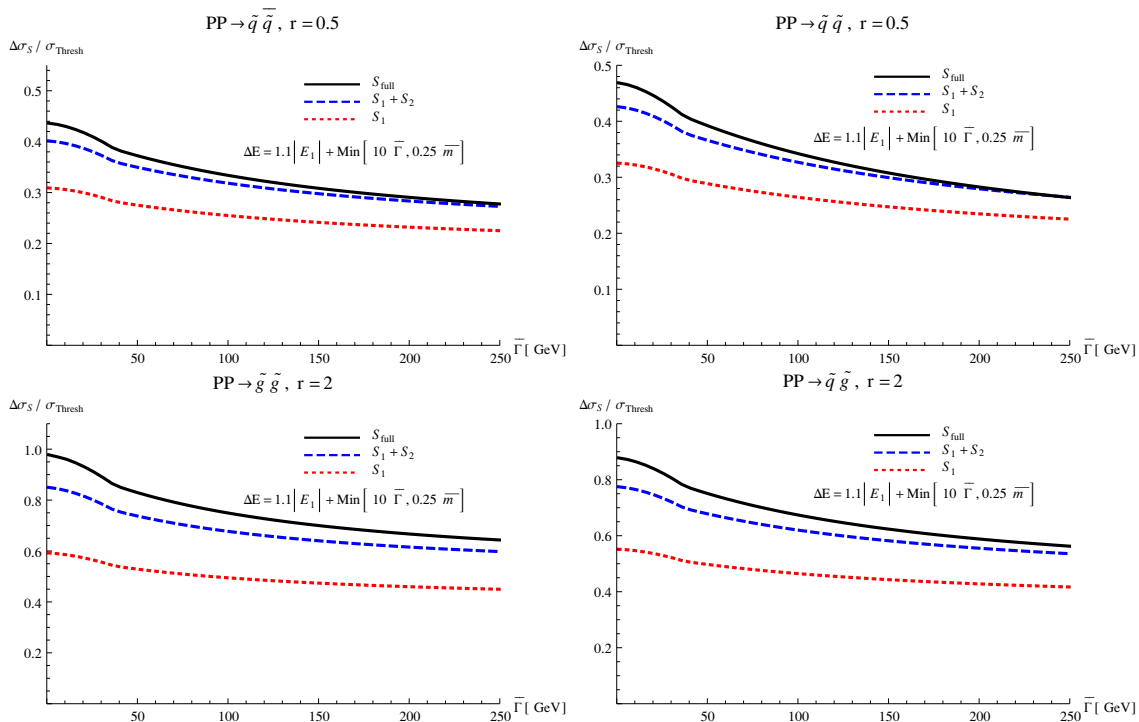 PP → q̃ q̃̅ , r = 0.5
Δσ_S / σ_Thresh
S_full
S_1 + S_2
S_1
ΔE = 1.1 |E_1| + Min[ 10 Γ̅ , 0.25 m̅ ]
0.5
0.4
0.3
0.2
0.1
50 100 150 200 250
Γ̅ [ GeV]
PP → q̃ q̃ , r = 0.5
Δσ_S / σ_Thresh
S_full
S_1 + S_2
S_1
ΔE = 1.1 |E_1| + Min[ 10 Γ̅ , 0.25 m̅ ]
0.5
0.4
0.3
0.2
0.1
50 100 150 200 250
Γ̅ [ GeV]
PP → g̃ g̃ , r = 2
Δσ_S / σ_Thresh
S_full
S_1 + S_2
S_1
ΔE = 1.1 |E_1| + Min[ 10 Γ̅ , 0.25 m̅ ]
1.0
0.8
0.6
0.4
0.2
0 50 100 150 200 250
Γ̅ [ GeV]
PP → q̃ g̃ , r = 2
Δσ_S / σ_Thresh
S_full
S_1 + S_2
S_1
ΔE = 1.1 |E_1| + Min[ 10 Γ̅ , 0.25 m̅ ]
1.0
0.8
0.6
0.4
0.2
0 50 100 150 200 250
Γ̅ [ GeV]